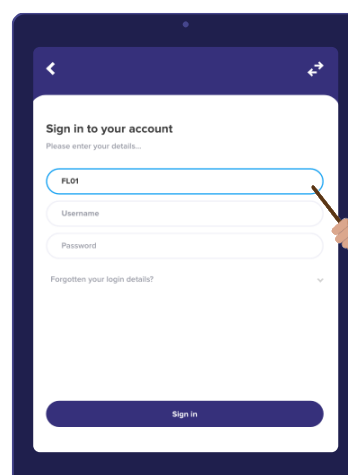 Sign in to your account
Please enter your details...
FL01
Username
Password
Forgotten your login details?
Sign in